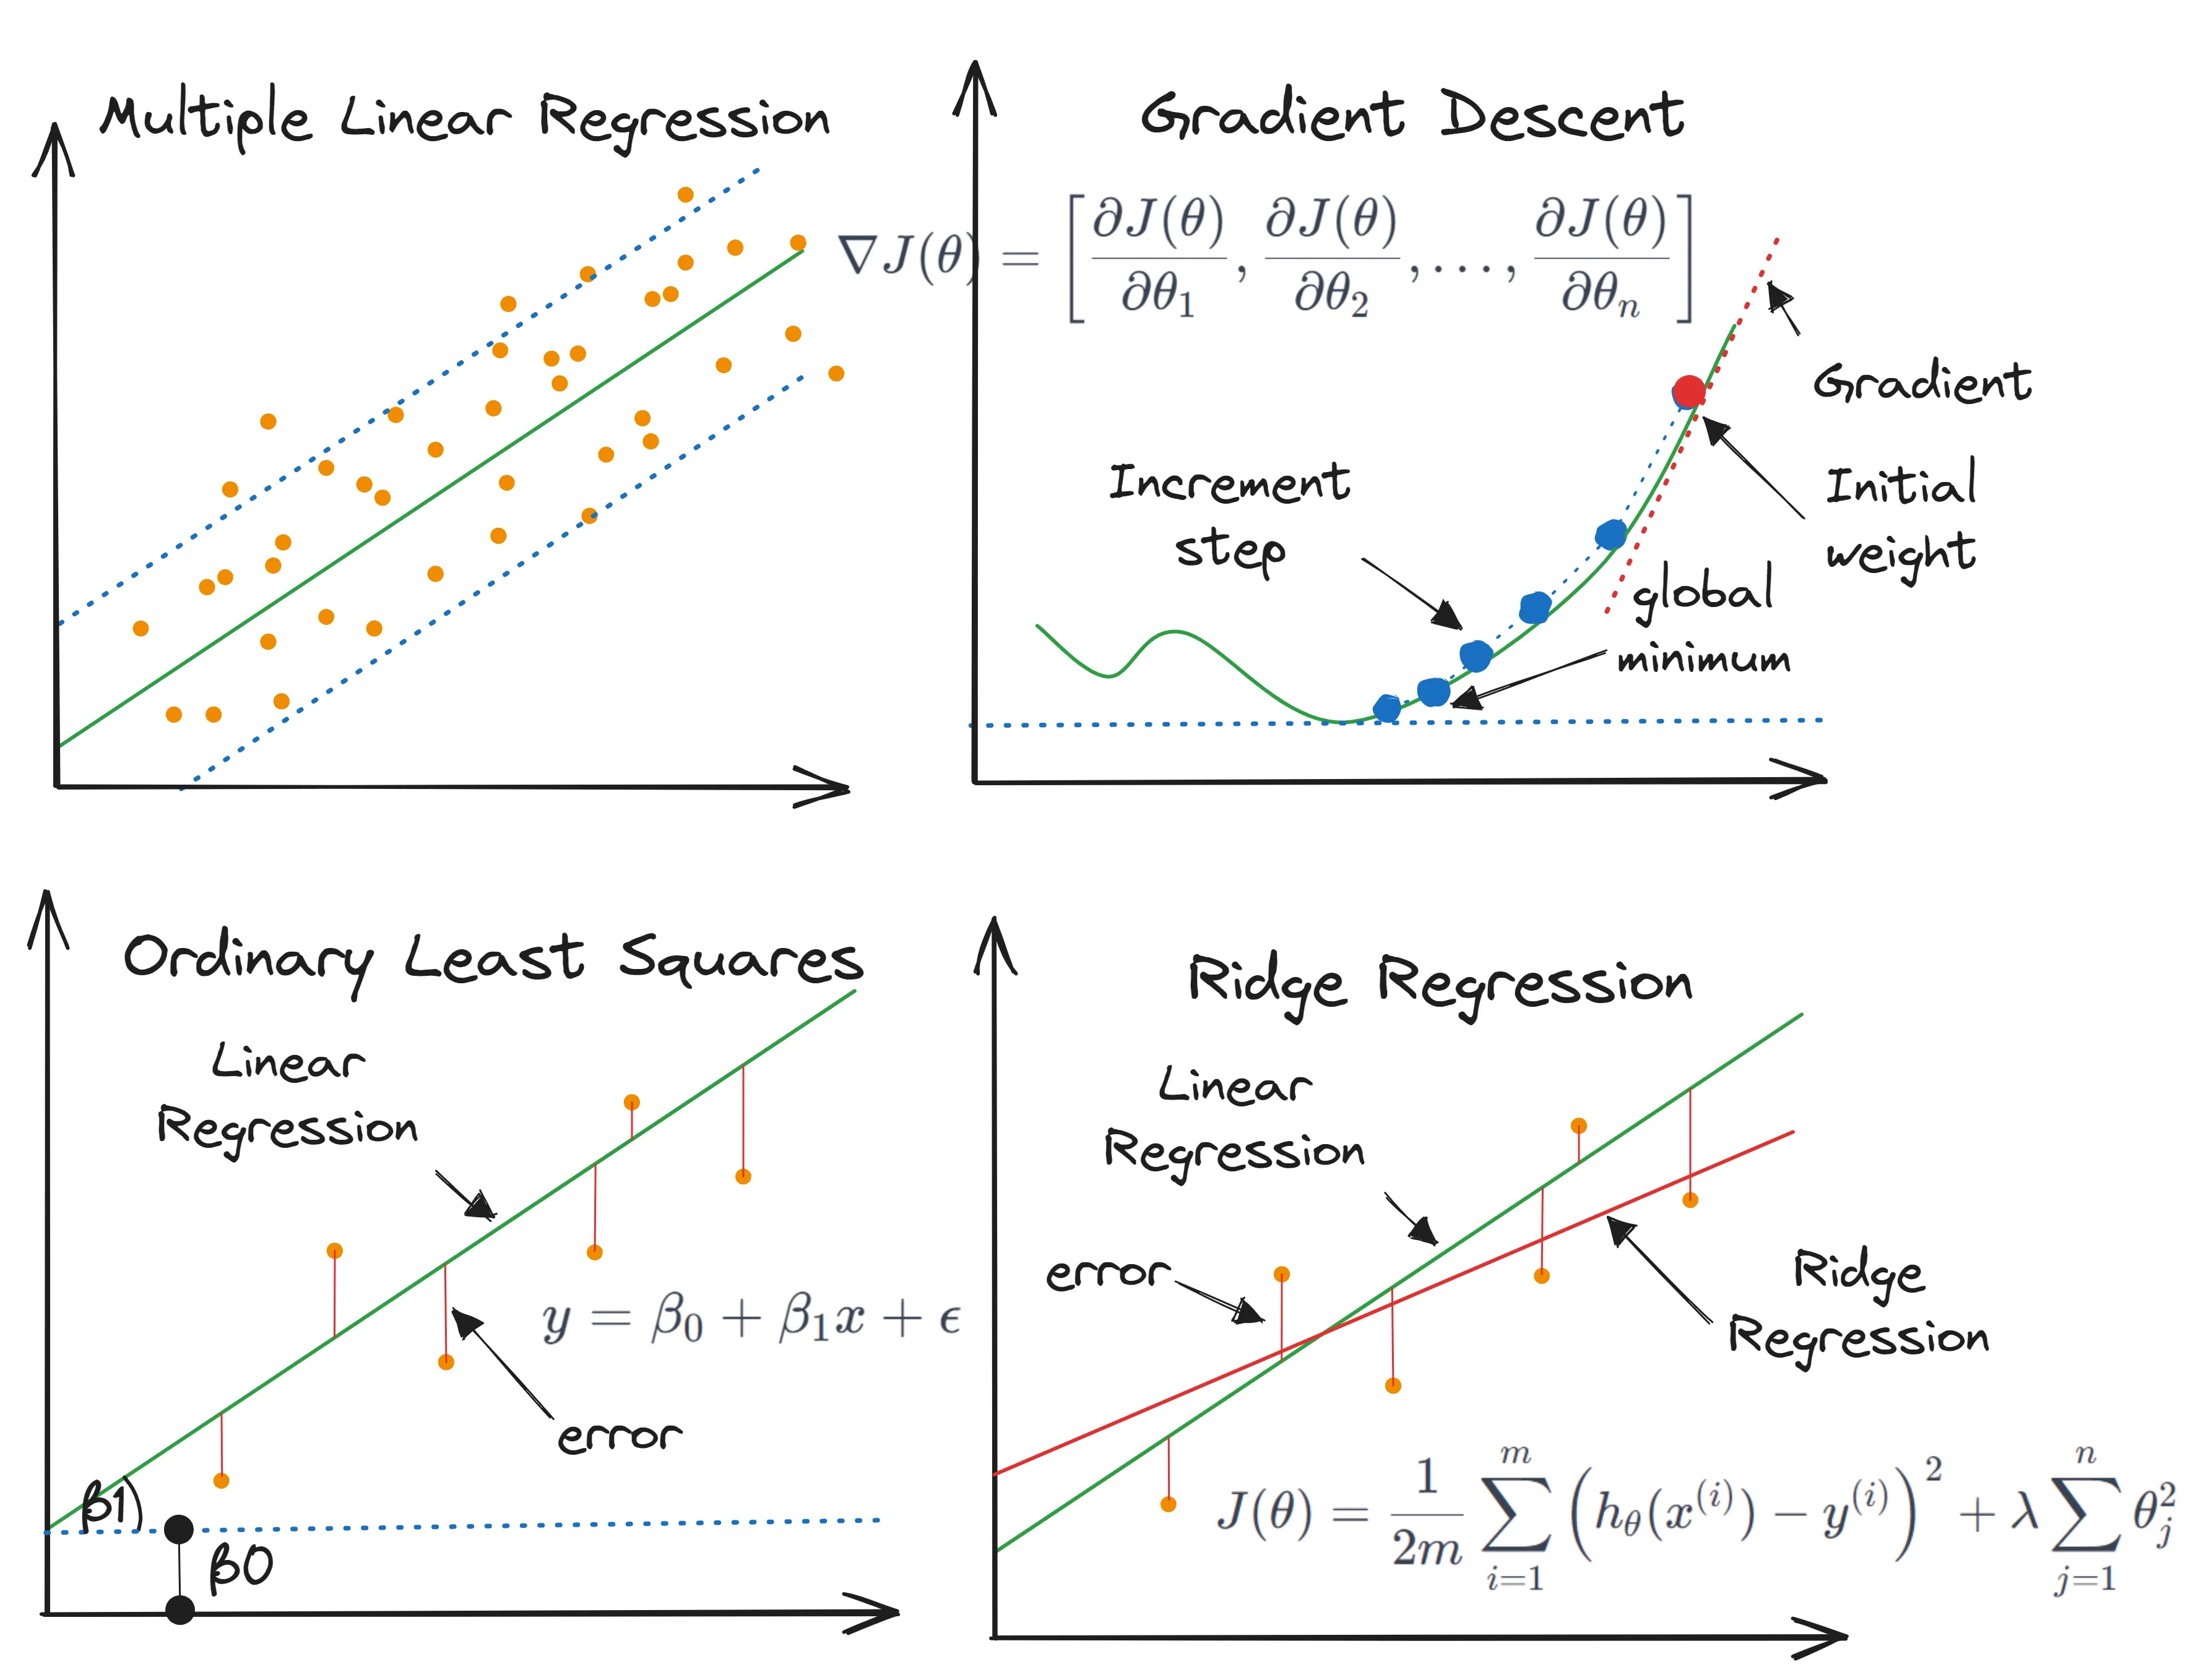 Multiple Linear Regression
Gradient Descent
∇J(θ) = [∂J(θ)/∂θ₁, ∂J(θ)/∂θ₂, ..., ∂J(θ)/∂θₙ]
Gradient
Increment
step
Initial
weight
global
minimum
Ordinary Least Squares
Linear
Regression
y = β₀ + β₁x + ϵ
error
β1
β0
Ridge Regression
Linear
Regression
error
Ridge
Regression
J(θ) = 1/2m ∑ᵢ₌₁ᵐ (h_θ(x⁽ⁱ⁾) − y⁽ⁱ⁾)² + λ ∑ⱼ₌₁ⁿ θⱼ²